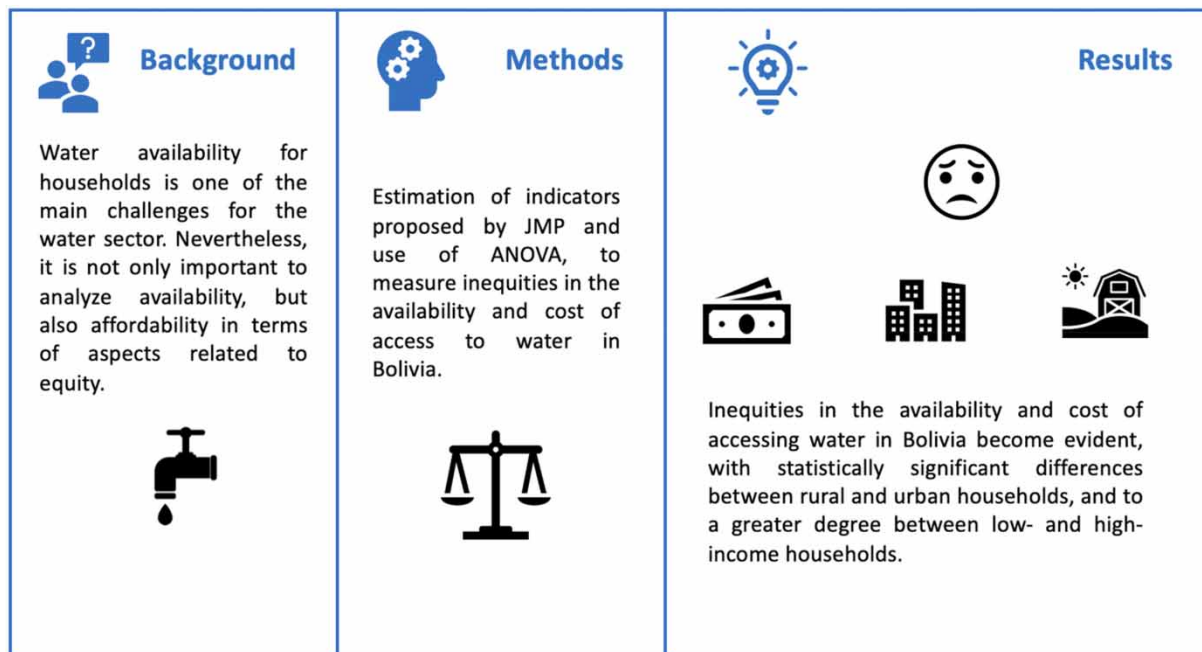 ?
Background
Water availability for
households is one of the
main challenges for the
water sector. Nevertheless,
it is not only important to
analyze availability, but
also affordability in terms
of aspects related to
equity.
Methods
Estimation of indicators
proposed by JMP and
use of ANOVA, to
measure inequities in the
availability and cost of
access to water in
Bolivia.
Results
Inequities in the availability and cost of
accessing water in Bolivia become evident,
with statistically significant differences
between rural and urban households, and to
a greater degree between low- and high-
income households.